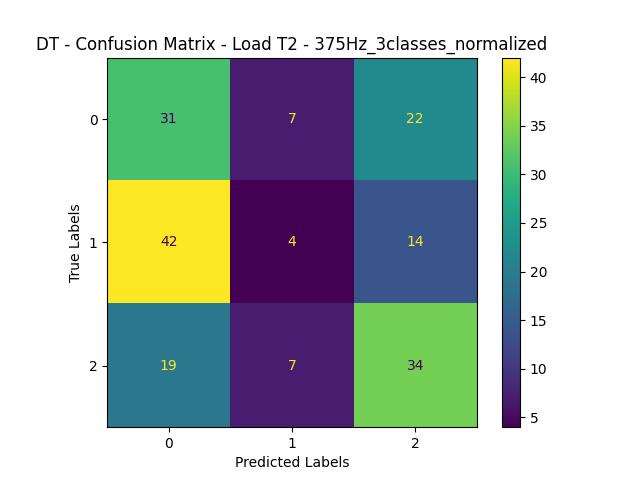 DT - Confusion Matrix - Load T2 - 375Hz_3classes_normalized
True Labels
0 31 7 22
1 42 4 14
2 19 7 34
0 1 2
Predicted Labels
40
35
30
25
20
15
10
5